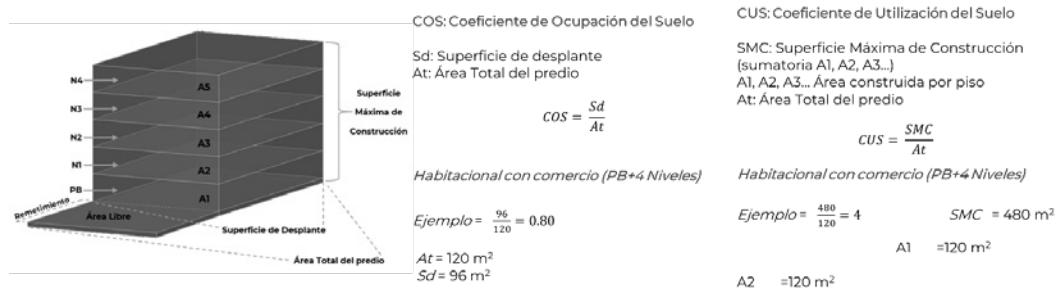 N4
N3
N2
N1
PB
A5
A4
A3
A2
A1
Superficie
Máxima de
Construcción
Remetimiento
Área Libre
Superficie de Desplante
Área Total del predio
COS: Coeficiente de Ocupación del Suelo
Sd: Superficie de desplante
At: Área Total del predio
COS = Sd / At
Habitacional con comercio (PB+4 Niveles)
Ejemplo = 96 / 120 = 0.80
At = 120 m²
Sd = 96 m²
CUS: Coeficiente de Utilización del Suelo
SMC: Superficie Máxima de Construcción
(sumatoria A1, A2, A3...)
A1, A2, A3... Área construida por piso
At: Área Total del predio
CUS = SMC / At
Habitacional con comercio (PB+4 Niveles)
Ejemplo = 480 / 120 = 4 SMC = 480 m²
A1 =120 m²
A2 =120 m²